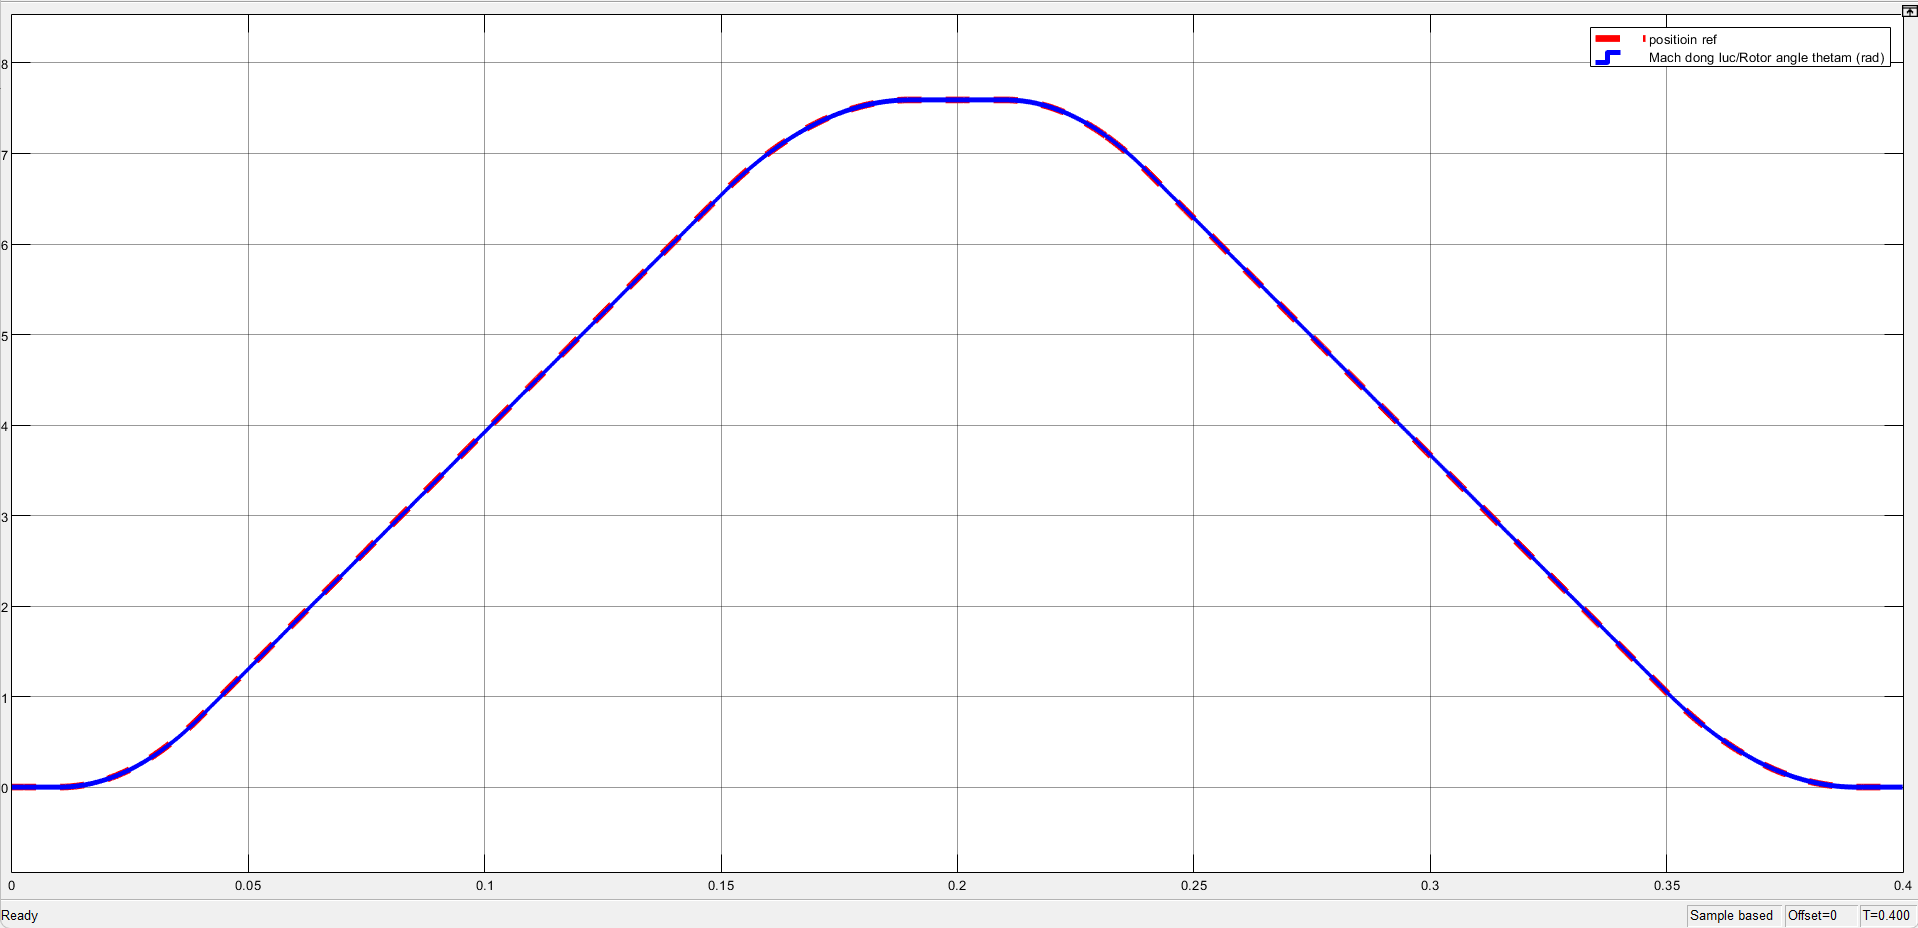 positioin ref
Mach dong luc/Rotor angle thetam (rad)
8
7
6
5
4
3
2
1
0
0 0.05 0.1 0.15 0.2 0.25 0.3 0.35 0.4
Ready Sample based Offset=0 T=0.400